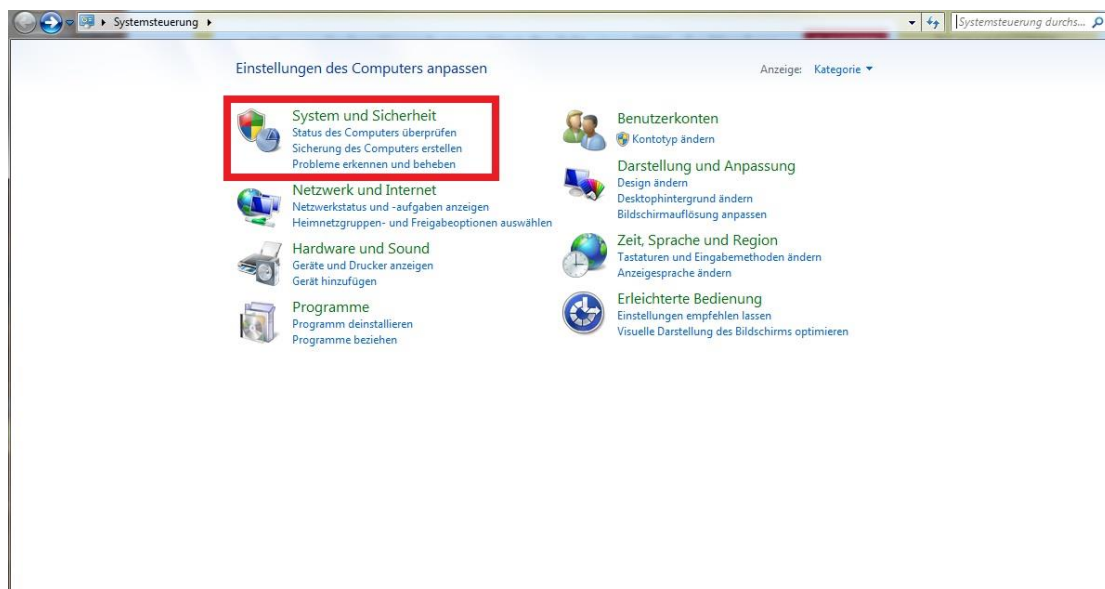 Systemsteuerung
Systemsteuerung durchs...
Einstellungen des Computers anpassen
Anzeige: Kategorie
System und Sicherheit
Status des Computers überprüfen
Sicherung des Computers erstellen
Probleme erkennen und beheben
Netzwerk und Internet
Netzwerkstatus und -aufgaben anzeigen
Heimnetzgruppen- und Freigabeoptionen auswählen
Hardware und Sound
Geräte und Drucker anzeigen
Gerät hinzufügen
Programme
Programm deinstallieren
Programme beziehen
Benutzerkonten
Kontotyp ändern
Darstellung und Anpassung
Design ändern
Desktophintergrund ändern
Bildschirmauflösung anpassen
Zeit, Sprache und Region
Tastaturen und Eingabemethoden ändern
Anzeigesprache ändern
Erleichterte Bedienung
Einstellungen empfehlen lassen
Visuelle Darstellung des Bildschirms optimieren